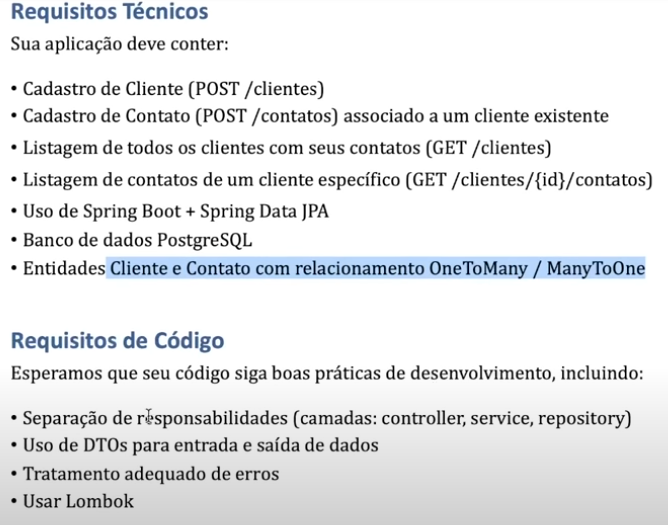 Requisitos Técnicos
Sua aplicação deve conter:
• Cadastro de Cliente (POST /clientes)
• Cadastro de Contato (POST /contatos) associado a um cliente existente
• Listagem de todos os clientes com seus contatos (GET /clientes)
• Listagem de contatos de um cliente específico (GET /clientes/{id}/contatos)
• Uso de Spring Boot + Spring Data JPA
• Banco de dados PostgreSQL
• Entidades Cliente e Contato com relacionamento OneToMany / ManyToOne
Requisitos de Código
Esperamos que seu código siga boas práticas de desenvolvimento, incluindo:
• Separação de responsabilidades (camadas: controller, service, repository)
• Uso de DTOs para entrada e saída de dados
• Tratamento adequado de erros
• Usar Lombok